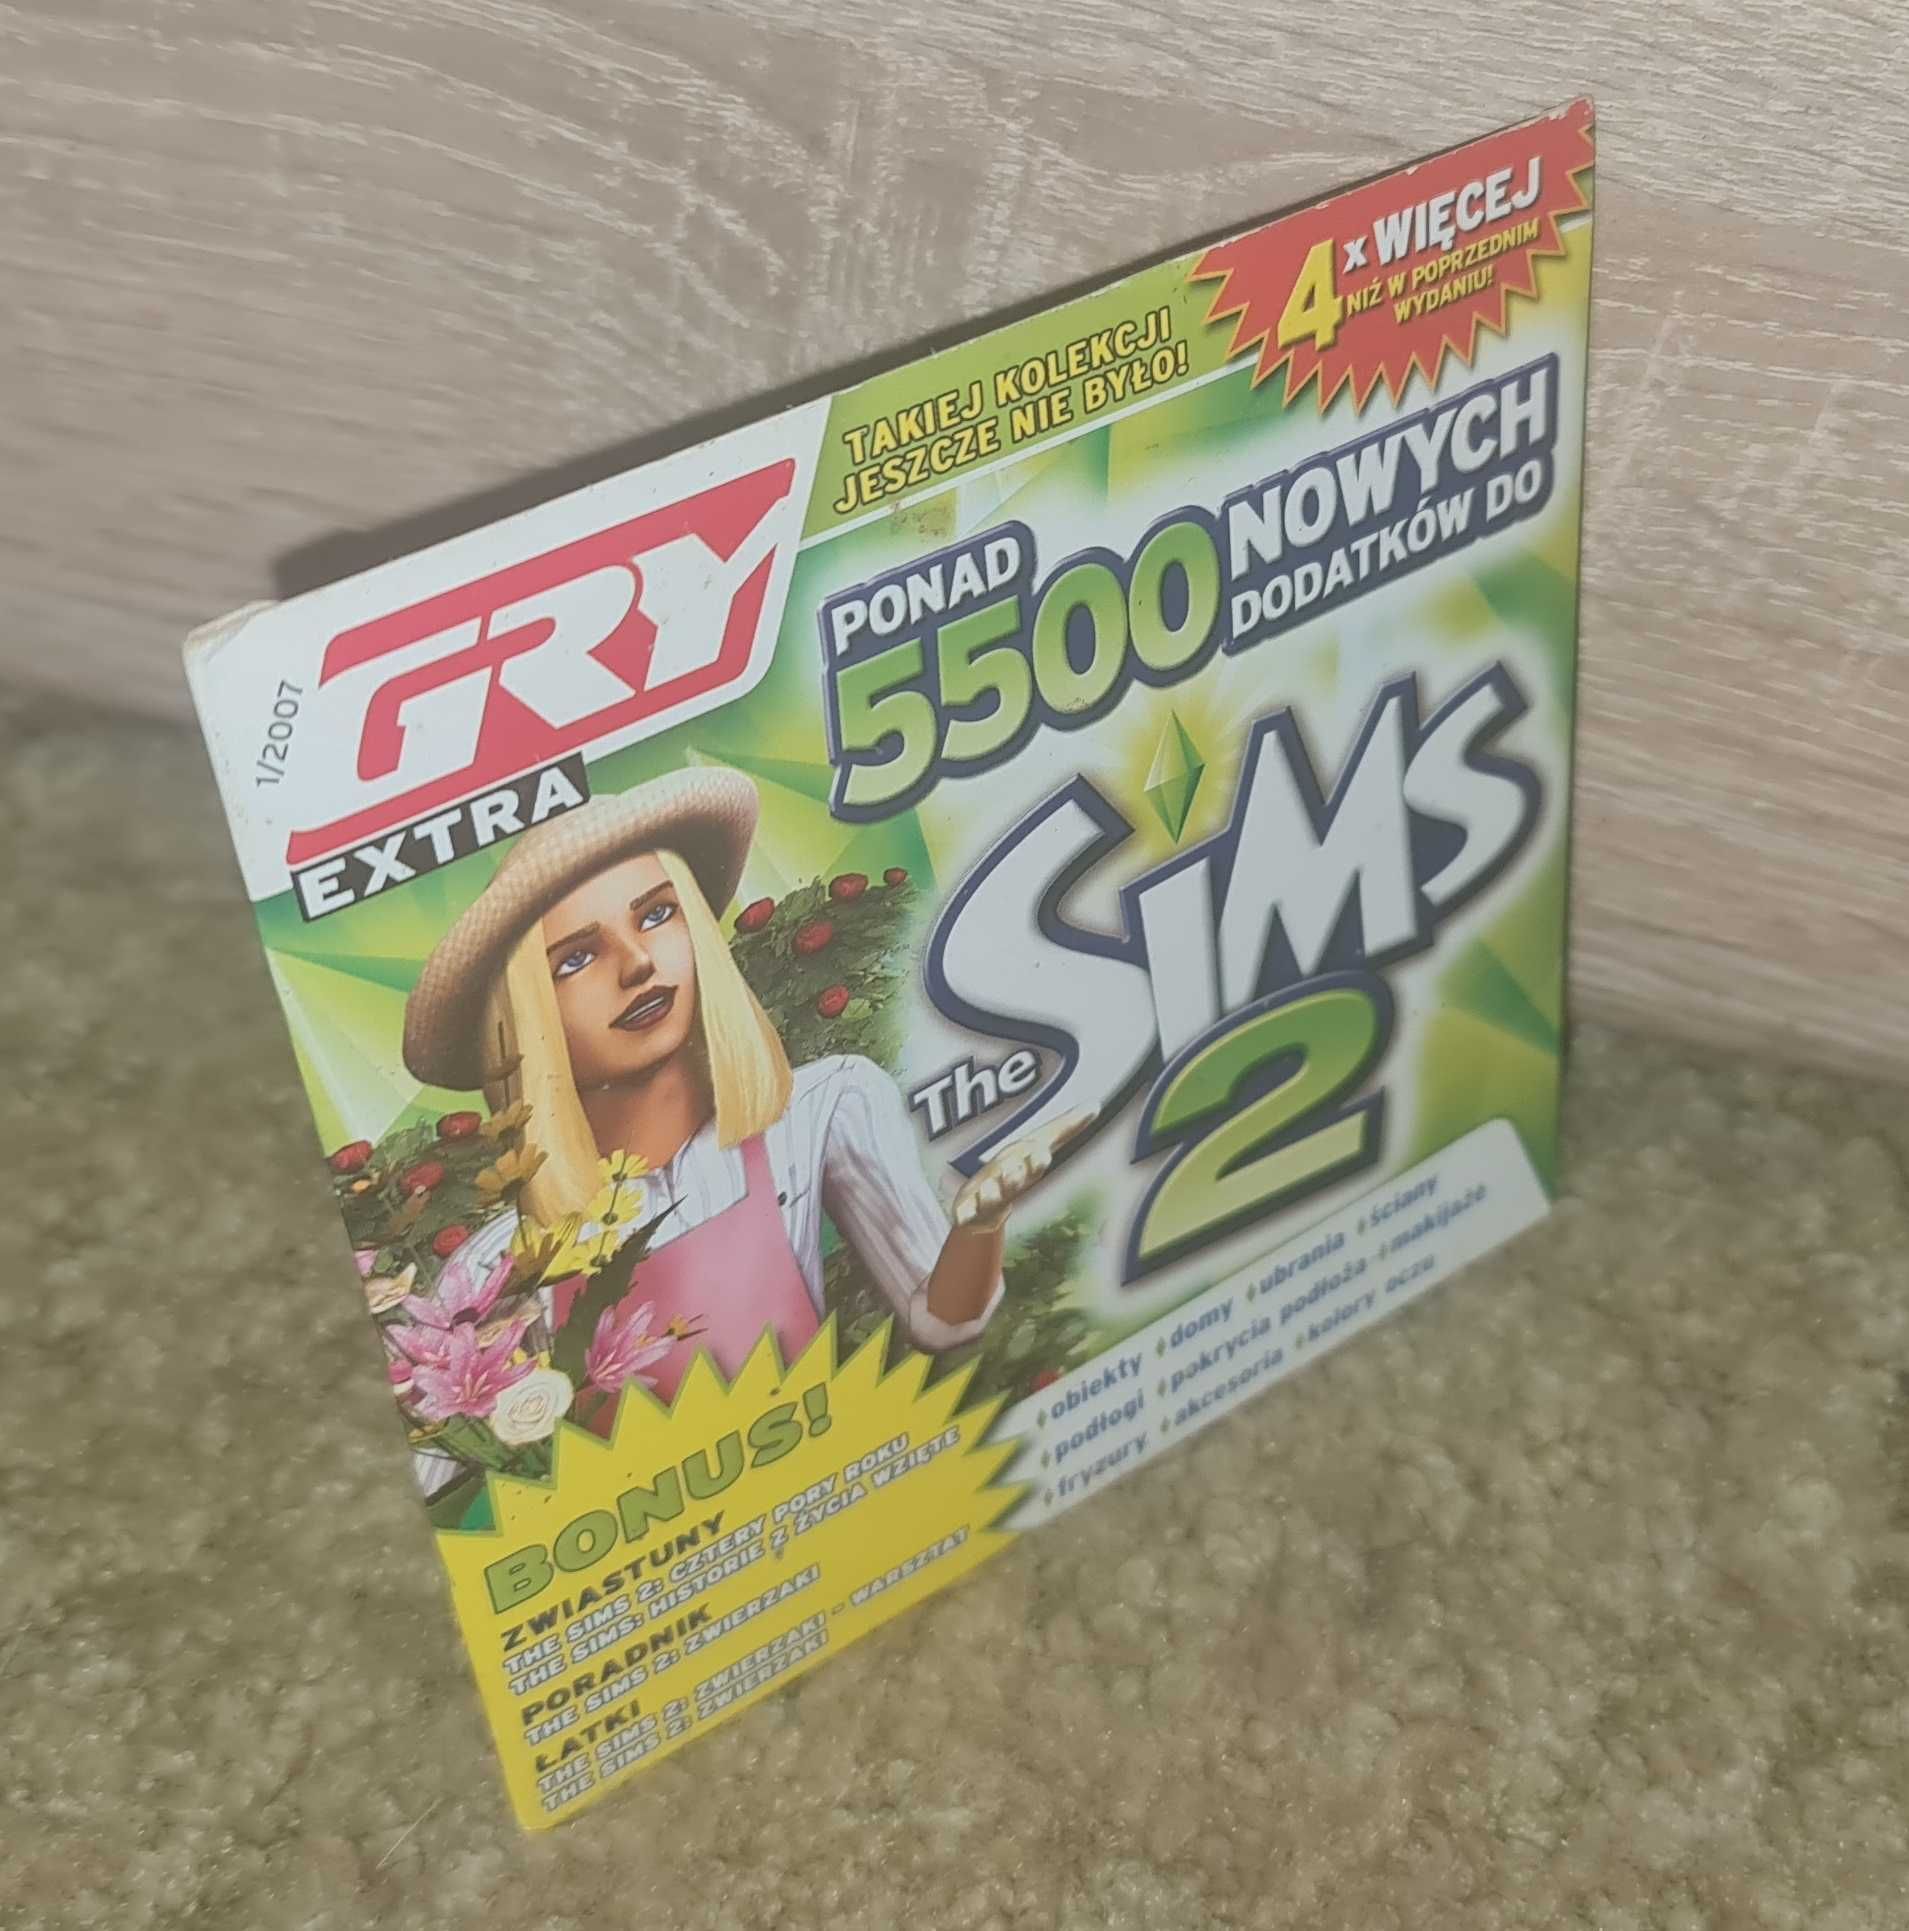 1/2007
GRY
EXTRA
TAKIEJ KOLEKCJI
JESZCZE NIE BYŁO!
4 x WIĘCEJ
NIŻ W POPRZEDNIM
WYDANIU!
PONAD
5500
NOWYCH
DODATKÓW DO
The SiMS
2
obiekty domy ubrania ściany
podłogi pokrycia podłoża makijaże
fryzury akcesoria kolory oczu
BONUS!
ZWIASTUNY
THE SIMS 2: CZTERY PORY ROKU
THE SIMS: HISTORIE Z ŻYCIA WZIĘTE
PORADNIK
THE SIMS 2: ZWIERZAKI
ŁATKI
THE SIMS 2: ZWIERZAKI - WARSZTAT
THE SIMS 2: ZWIERZAKI